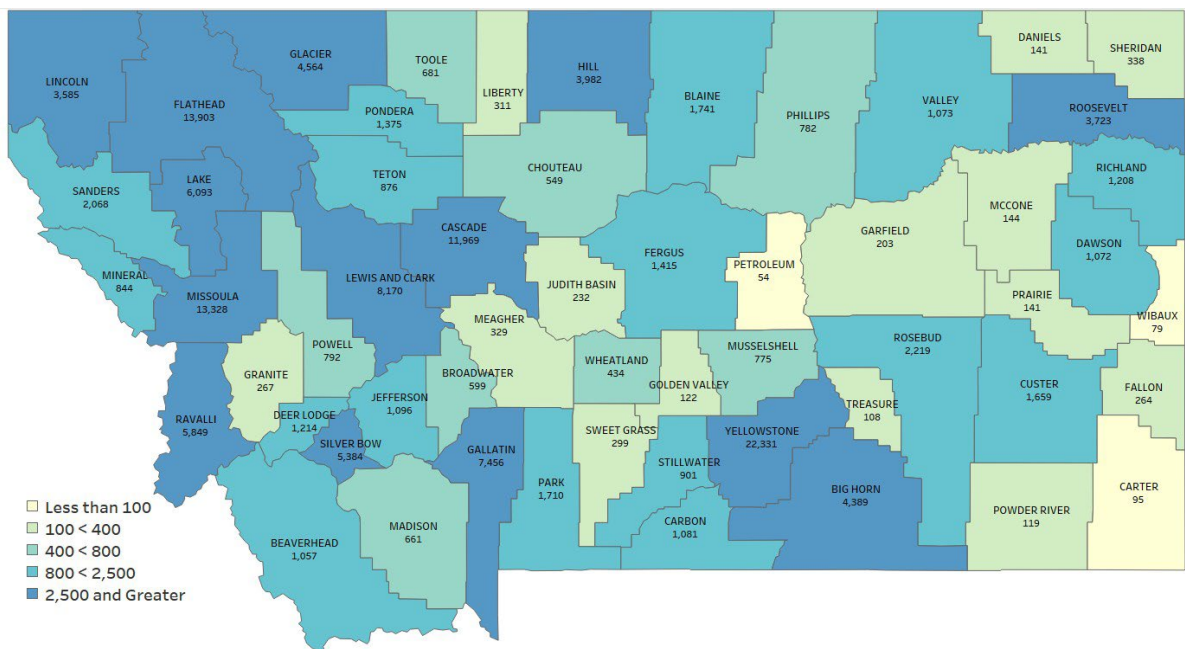 GLACIER
4,564
TOOLE
681
LIBERTY
311
HILL
3,982
BLAINE
1,741
PHILLIPS
782
VALLEY
1,073
DANIELS
141
SHERIDAN
338
LINCOLN
3,585
FLATHEAD
13,903
PONDERA
1,375
ROOSEVELT
3,723
SANDERS
2,068
LAKE
6,093
TETON
876
CHOUTEAU
549
RICHLAND
1,208
MCCONE
144
GARFIELD
203
DAWSON
1,072
CASCADE
11,969
FERGUS
1,415
PETROLEUM
54
MINERAL
844
MISSOULA
13,328
LEWIS AND CLARK
8,170
JUDITH BASIN
232
PRAIRIE
141
WIBAUX
79
MEAGHER
329
POWELL
792
BROADWATER
599
WHEATLAND
434
GOLDEN VALLEY
122
MUSSELSHELL
775
ROSEBUD
2,219
CUSTER
1,659
FALLON
264
GRANITE
267
RAVALLI
5,849
DEER LODGE
1,214
JEFFERSON
1,096
SILVER BOW
5,384
GALLATIN
7,456
SWEET GRASS
299
TREASURE
108
YELLOWSTONE
22,331
STILLWATER
901
PARK
1,710
BIG HORN
4,389
CARTER
95
POWDER RIVER
119
CARBON
1,081
MADISON
661
BEAVERHEAD
1,057
Less than 100
100 < 400
400 < 800
800 < 2,500
2,500 and Greater